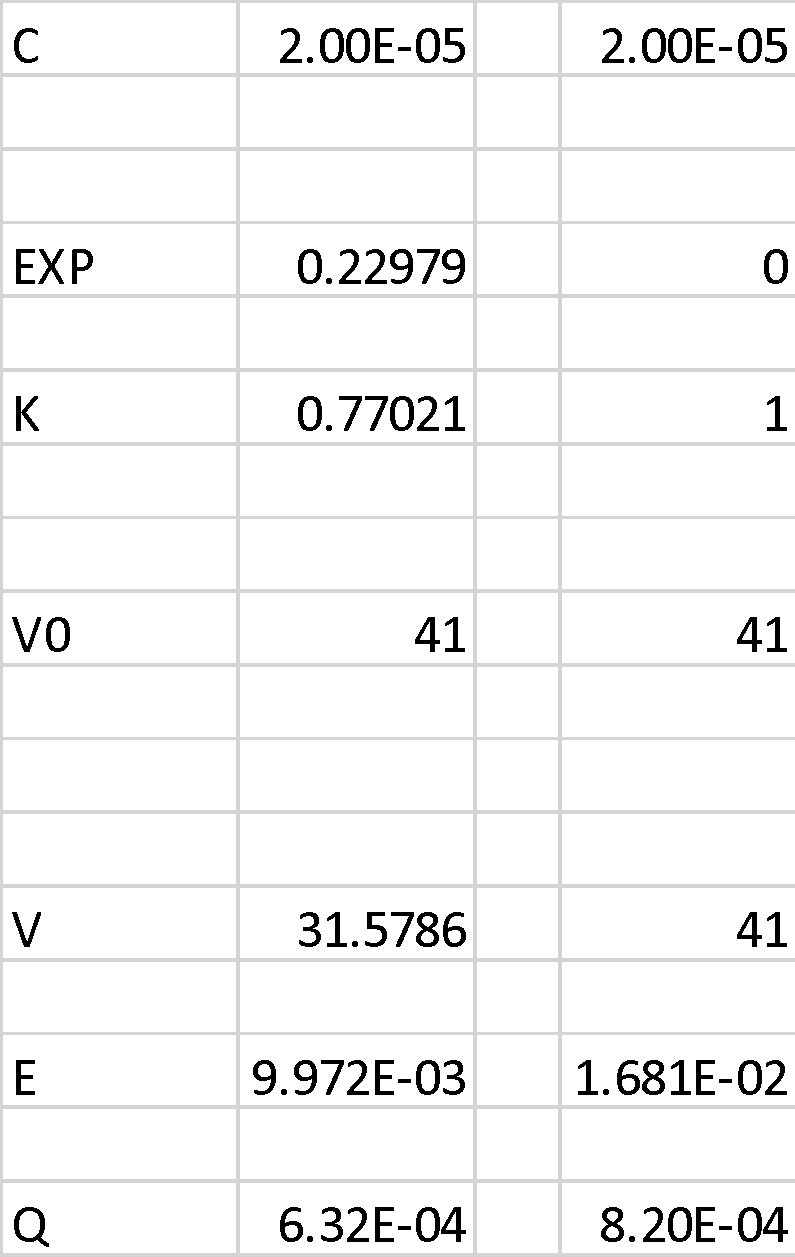 C 2.00E-05 2.00E-05
EXP 0.22979 0
K 0.77021 1
V0 41 41
V 31.5786 41
E 9.972E-03 1.681E-02
Q 6.32E-04 8.20E-04